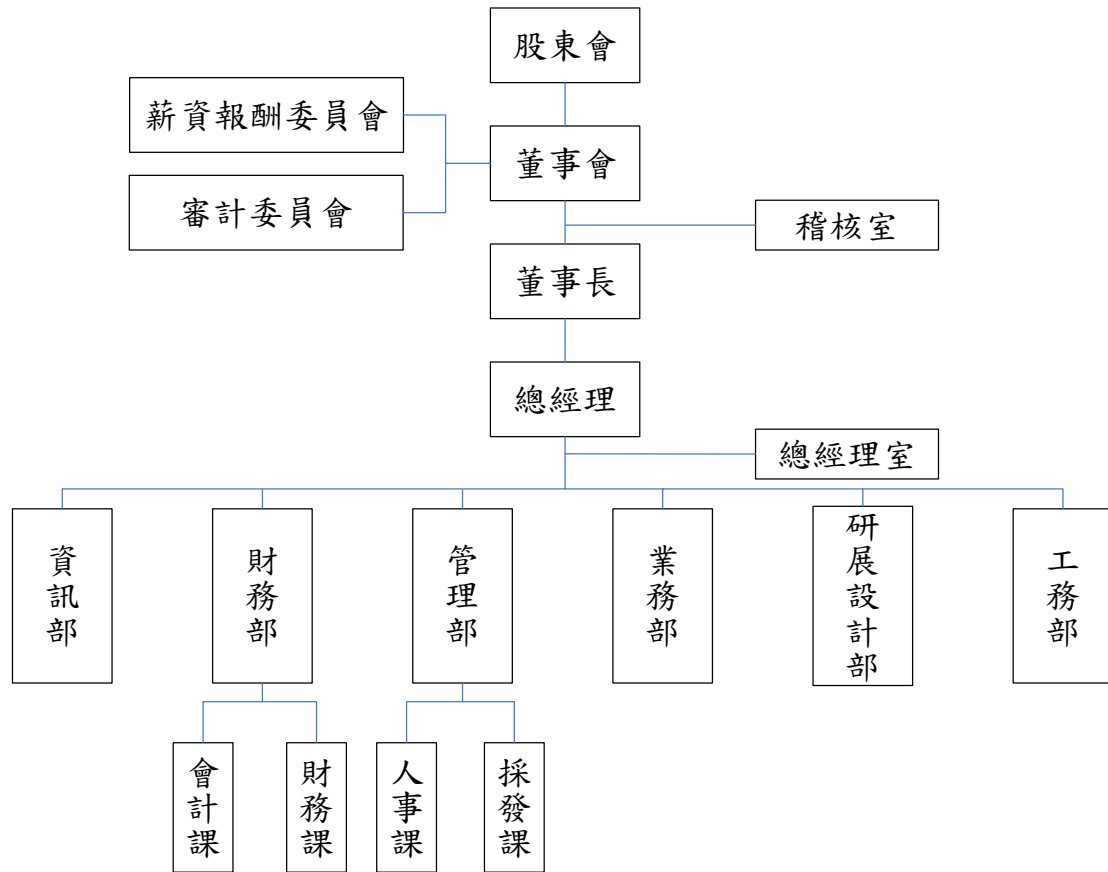 股東會
薪資報酬委員會
董事會
審計委員會
稽核室
董事長
總經理
總經理室
資訊部
財務部
管理部
業務部
研展設計部
工務部
會計課
財務課
人事課
採發課